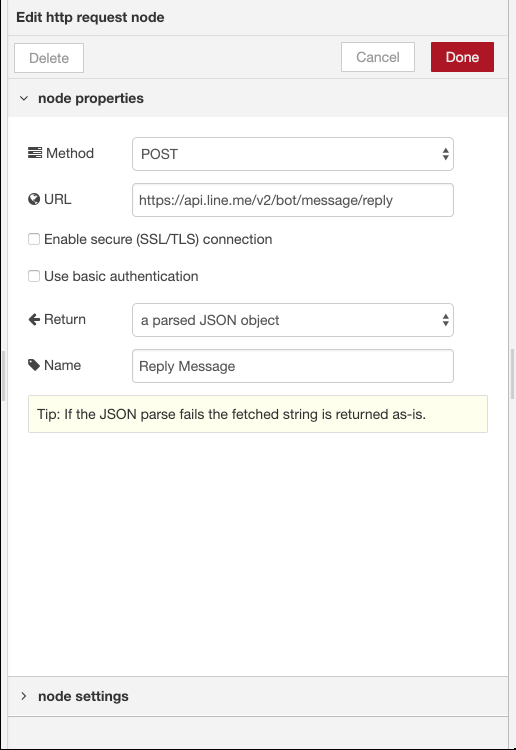 Edit http request node
Delete
Cancel
Done
node properties
Method
POST
URL
https://api.line.me/v2/bot/message/reply
Enable secure (SSL/TLS) connection
Use basic authentication
Return
a parsed JSON object
Name
Reply Message
Tip: If the JSON parse fails the fetched string is returned as-is.
node settings